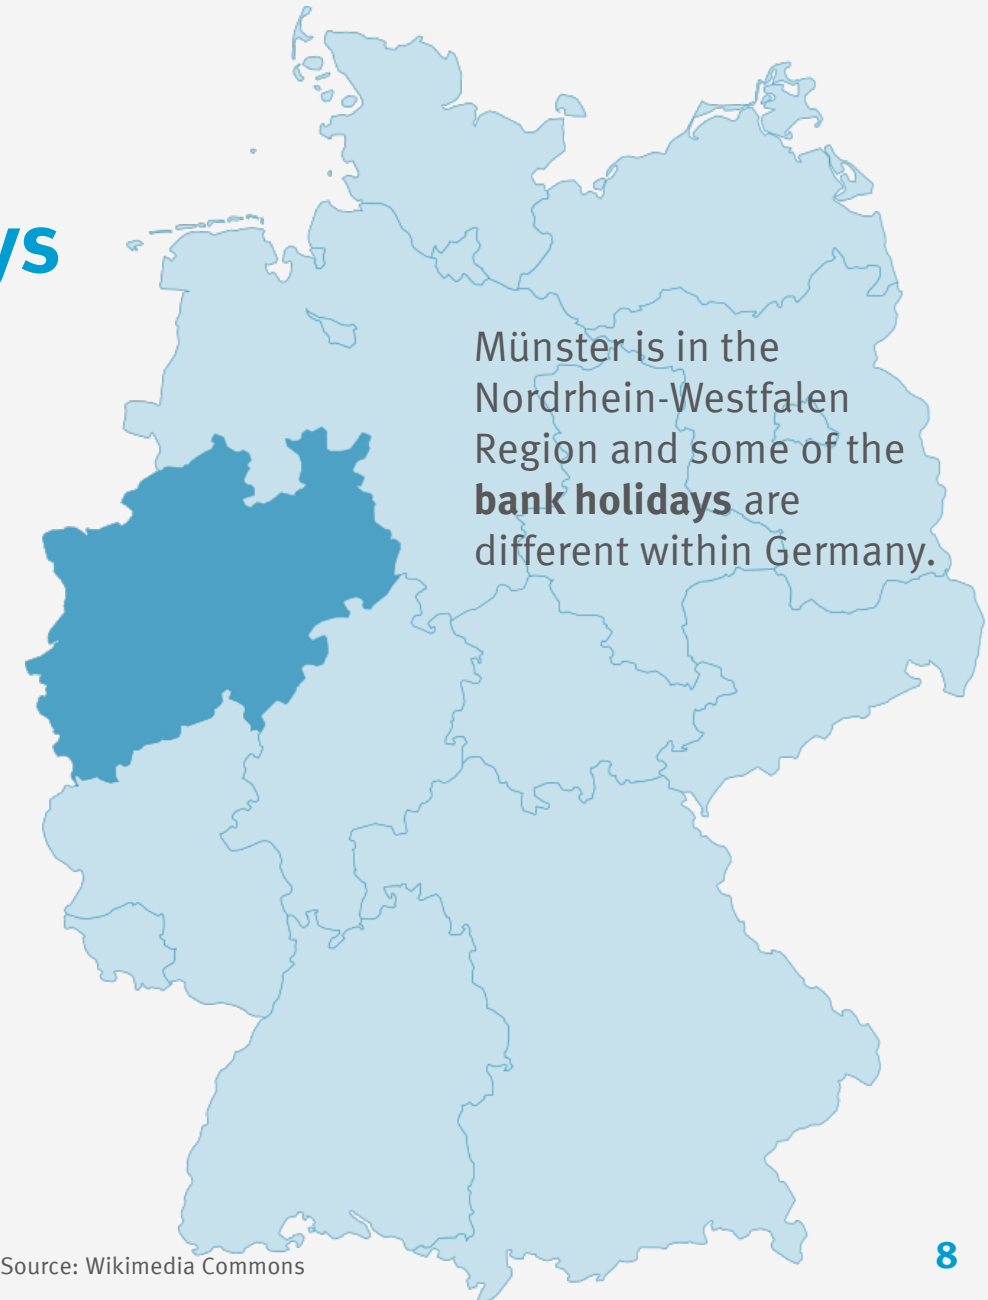 ys
Münster is in the
Nordrhein-Westfalen
Region and some of the
bank holidays are
different within Germany.
Source: Wikimedia Commons
8